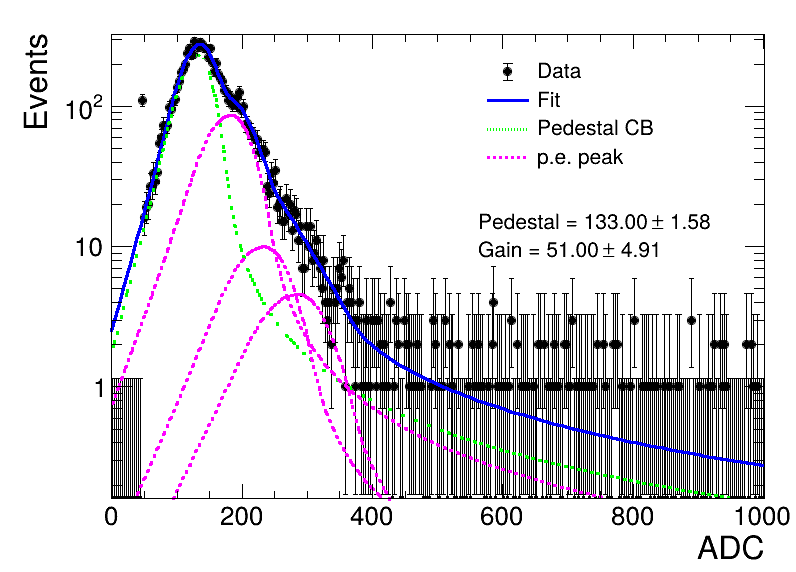 Events
10²
10
1
Data
Fit
Pedestal CB
p.e. peak
Pedestal = 133.00 ± 1.58
Gain = 51.00 ± 4.91
0 200 400 600 800 1000
ADC